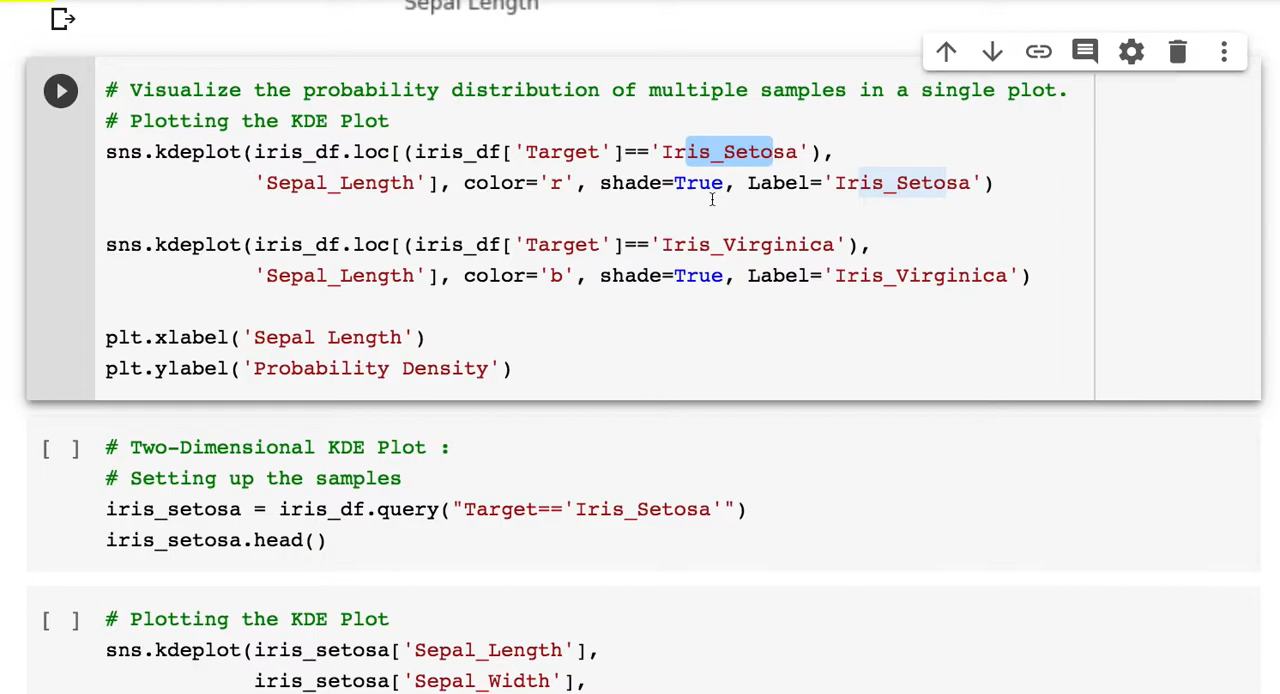 Sepal Length
# Visualize the probability distribution of multiple samples in a single plot.
# Plotting the KDE Plot
sns.kdeplot(iris_df.loc[(iris_df['Target']=='Iris_Setosa'),
'Sepal_Length'], color='r', shade=True, Label='Iris_Setosa')
sns.kdeplot(iris_df.loc[(iris_df['Target']=='Iris_Virginica'),
'Sepal_Length'], color='b', shade=True, Label='Iris_Virginica')
plt.xlabel('Sepal Length')
plt.ylabel('Probability Density')
[ ] # Two-Dimensional KDE Plot :
# Setting up the samples
iris_setosa = iris_df.query("Target=='Iris_Setosa'")
iris_setosa.head()
[ ] # Plotting the KDE Plot
sns.kdeplot(iris_setosa['Sepal_Length'],
iris_setosa['Sepal_Width'],